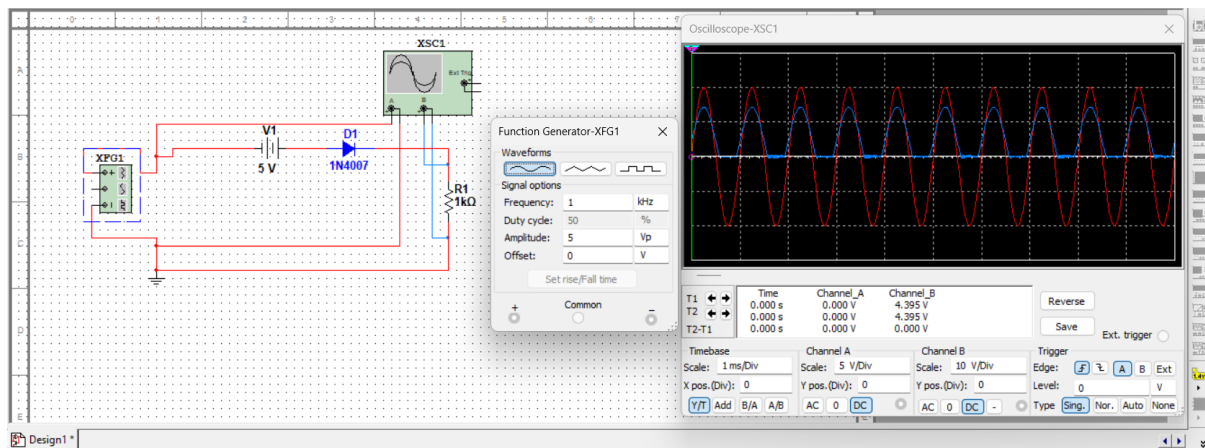 XSC1
Ext Trig
A
B
V1
5 V
D1
1N4007
XFG1
R1
1kΩ
Function Generator-XFG1
Waveforms
Signal options
Frequency: 1 kHz
Duty cycle: 50 %
Amplitude: 5 Vp
Offset: 0 V
Set rise/Fall time
+ Common −
Oscilloscope-XSC1
Time Channel_A Channel_B
T1 0.000 s 0.000 V 4.395 V
T2 0.000 s 0.000 V 4.395 V
T2-T1 0.000 s 0.000 V 0.000 V
Reverse
Save
Ext. trigger
Timebase
Scale: 1 ms/Div
X pos.(Div): 0
Y/T Add B/A A/B
Channel A
Scale: 5 V/Div
Y pos.(Div): 0
AC 0 DC
Channel B
Scale: 10 V/Div
Y pos.(Div): 0
AC 0 DC -
Trigger
Edge: A B Ext
Level: 0 V
Type Sing. Nor. Auto None
Design1 *